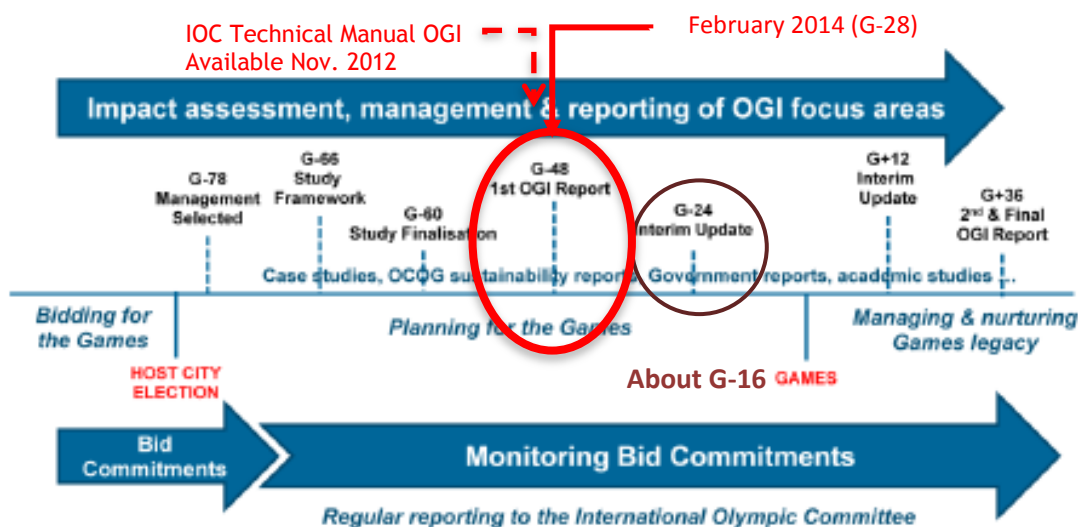 IOC Technical Manual OGI
Available Nov. 2012
February 2014 (G-28)
Impact assessment, management & reporting of OGI focus areas
G-78
Management
Selected
G-66
Study
Framework
G-60
Study Finalisation
G-48
1st OGI Report
G-24
Interim Update
G+12
Interim
Update
G+36
2nd & Final
OGI Report
Case studies, OCOG sustainability reports, Government reports, academic studies ...
Bidding for
the Games
Planning for the Games
Managing & nurturing
Games legacy
HOST CITY
ELECTION
About G-16
GAMES
Bid
Commitments
Monitoring Bid Commitments
Regular reporting to the International Olympic Committee